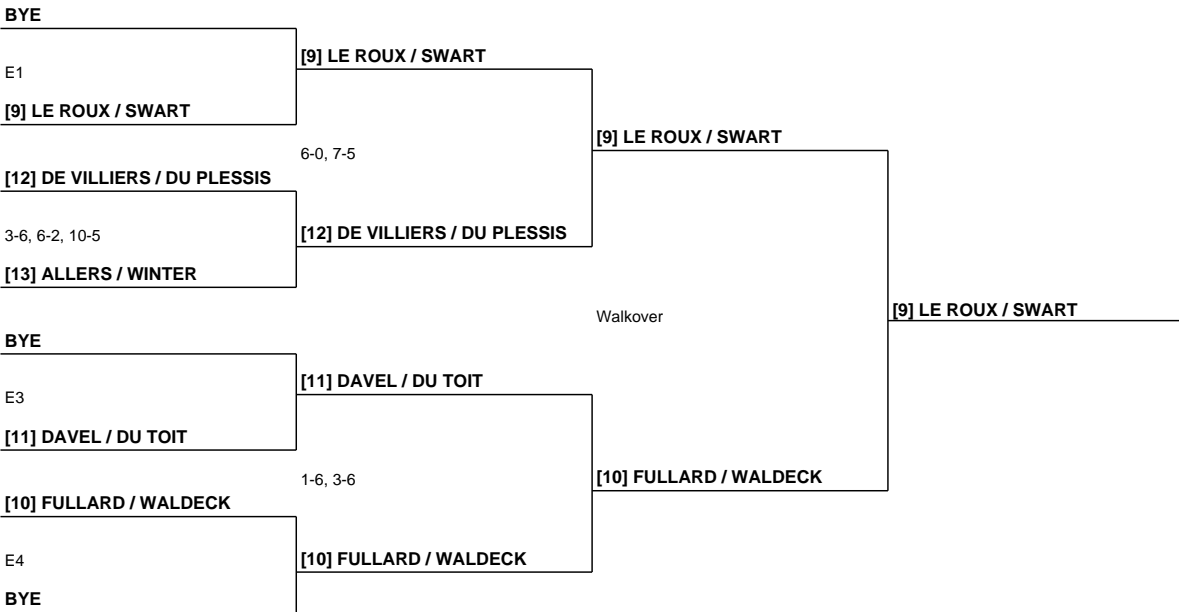 BYE
E1
[9] LE ROUX / SWART
[12] DE VILLIERS / DU PLESSIS
3-6, 6-2, 10-5
[13] ALLERS / WINTER
BYE
E3
[11] DAVEL / DU TOIT
[10] FULLARD / WALDECK
E4
BYE
[9] LE ROUX / SWART
6-0, 7-5
[12] DE VILLIERS / DU PLESSIS
[11] DAVEL / DU TOIT
1-6, 3-6
[10] FULLARD / WALDECK
[9] LE ROUX / SWART
Walkover
[10] FULLARD / WALDECK
[9] LE ROUX / SWART